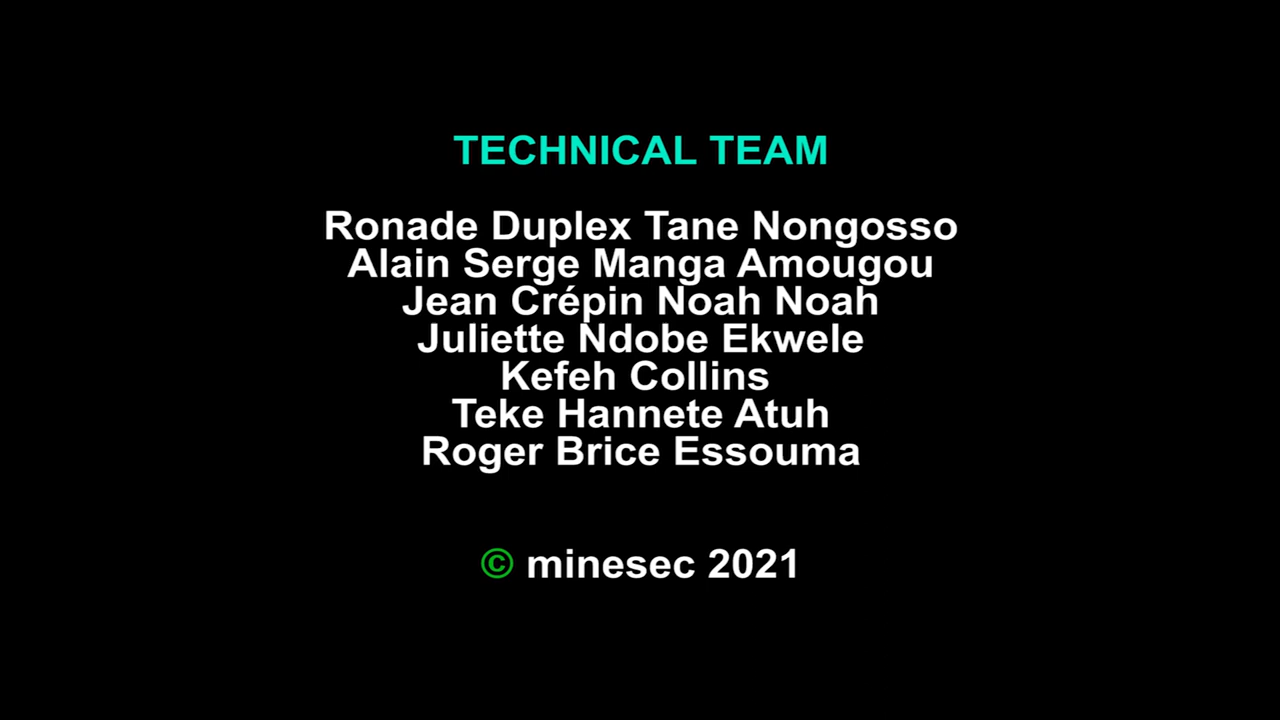 TECHNICAL TEAM
Ronade Duplex Tane Nongosso
Alain Serge Manga Amougou
Jean Crépin Noah Noah
Juliette Ndobe Ekwele
Kefeh Collins
Teke Hannete Atuh
Roger Brice Essouma
© minesec 2021